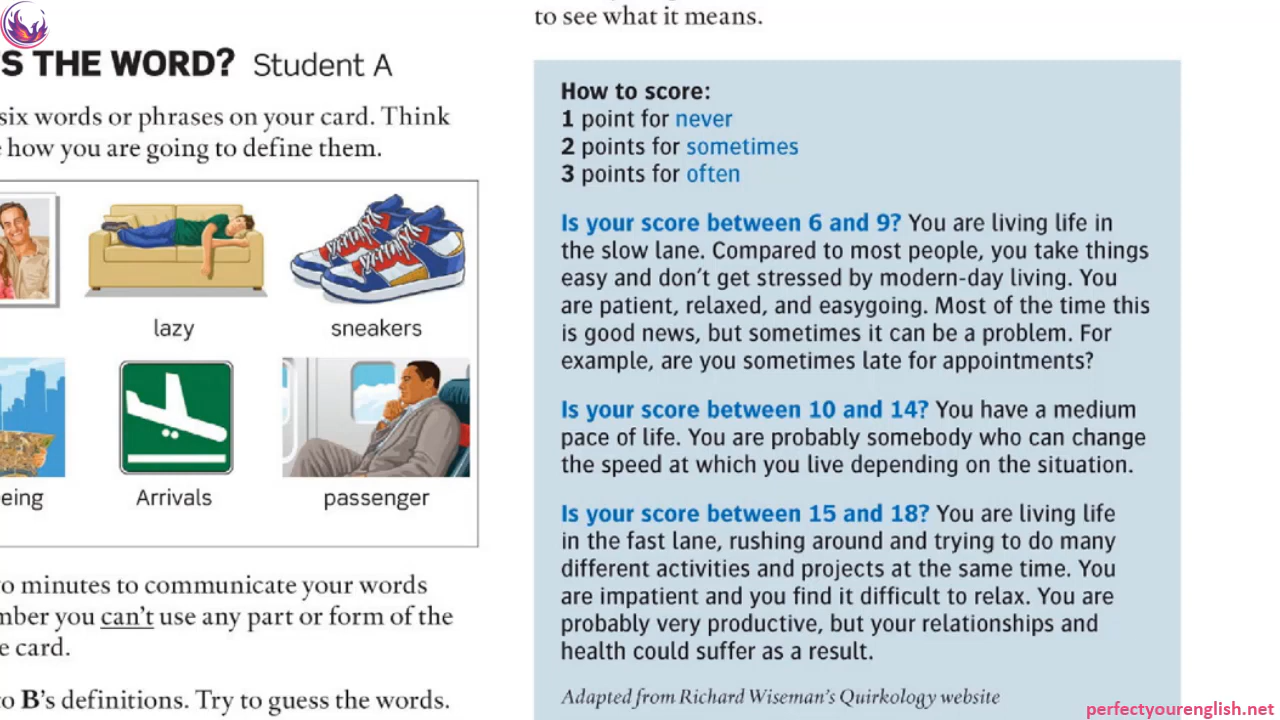 S THE WORD? Student A
six words or phrases on your card. Think
how you are going to define them.
lazy
sneakers
eing
Arrivals
passenger
o minutes to communicate your words
mber you can't use any part or form of the
e card.
to B's definitions. Try to guess the words.
to see what it means.
How to score:
1 point for never
2 points for sometimes
3 points for often
Is your score between 6 and 9? You are living life in
the slow lane. Compared to most people, you take things
easy and don't get stressed by modern-day living. You
are patient, relaxed, and easygoing. Most of the time this
is good news, but sometimes it can be a problem. For
example, are you sometimes late for appointments?
Is your score between 10 and 14? You have a medium
pace of life. You are probably somebody who can change
the speed at which you live depending on the situation.
Is your score between 15 and 18? You are living life
in the fast lane, rushing around and trying to do many
different activities and projects at the same time. You
are impatient and you find it difficult to relax. You are
probably very productive, but your relationships and
health could suffer as a result.
Adapted from Richard Wiseman's Quirkology website
perfectyourenglish.net